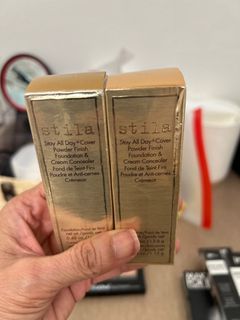 stila
Stay All Day® Cover
Powder Finish
Foundation &
Cream Concealer
Fond de Teint Fini
Poudre et Anti-cernes
Crémeux
stila
Stay All Day® Cover
Powder Finish
Foundation &
Cream Concealer
Fond de Teint Fini
Poudre et Anti-cernes
Crémeux